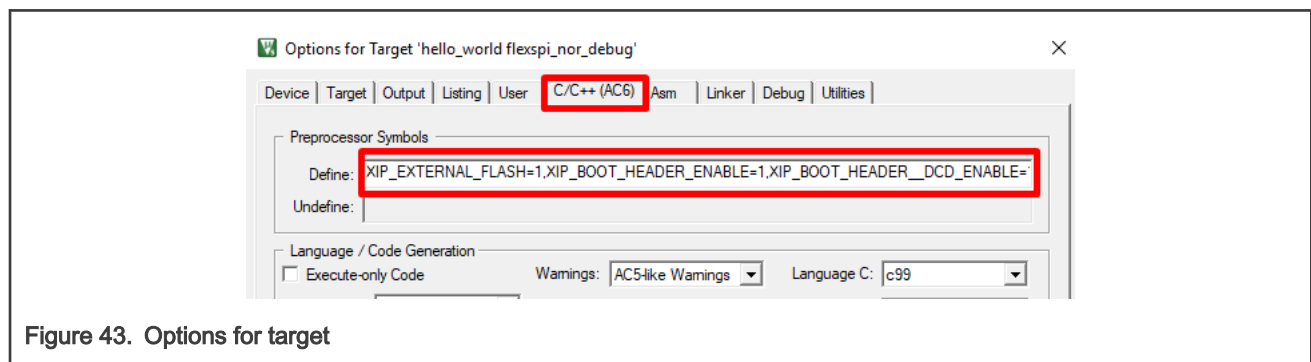 Options for Target 'hello_world flexspi_nor_debug'
Device Target Output Listing User C/C++ (AC6) Asm Linker Debug Utilities
Preprocessor Symbols
Define: XIP_EXTERNAL_FLASH=1,XIP_BOOT_HEADER_ENABLE=1,XIP_BOOT_HEADER__DCD_ENABLE=
Undefine:
Language / Code Generation
Execute-only Code Warnings: AC5-like Warnings Language C: c99
Figure 43. Options for target